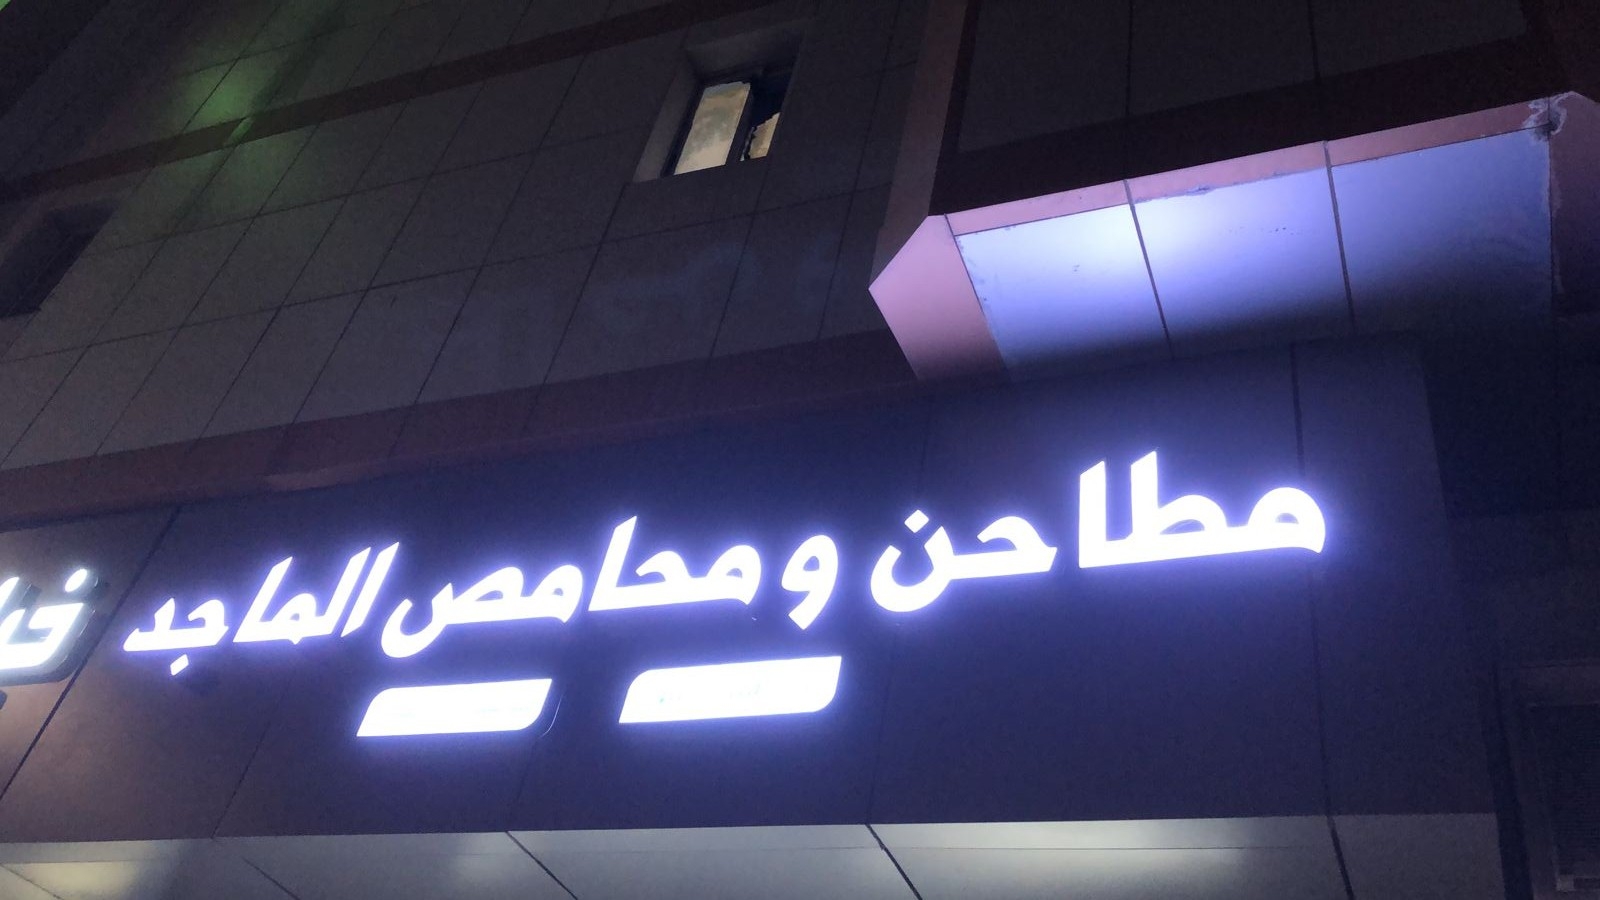 مطاحن ومحامص الماجد